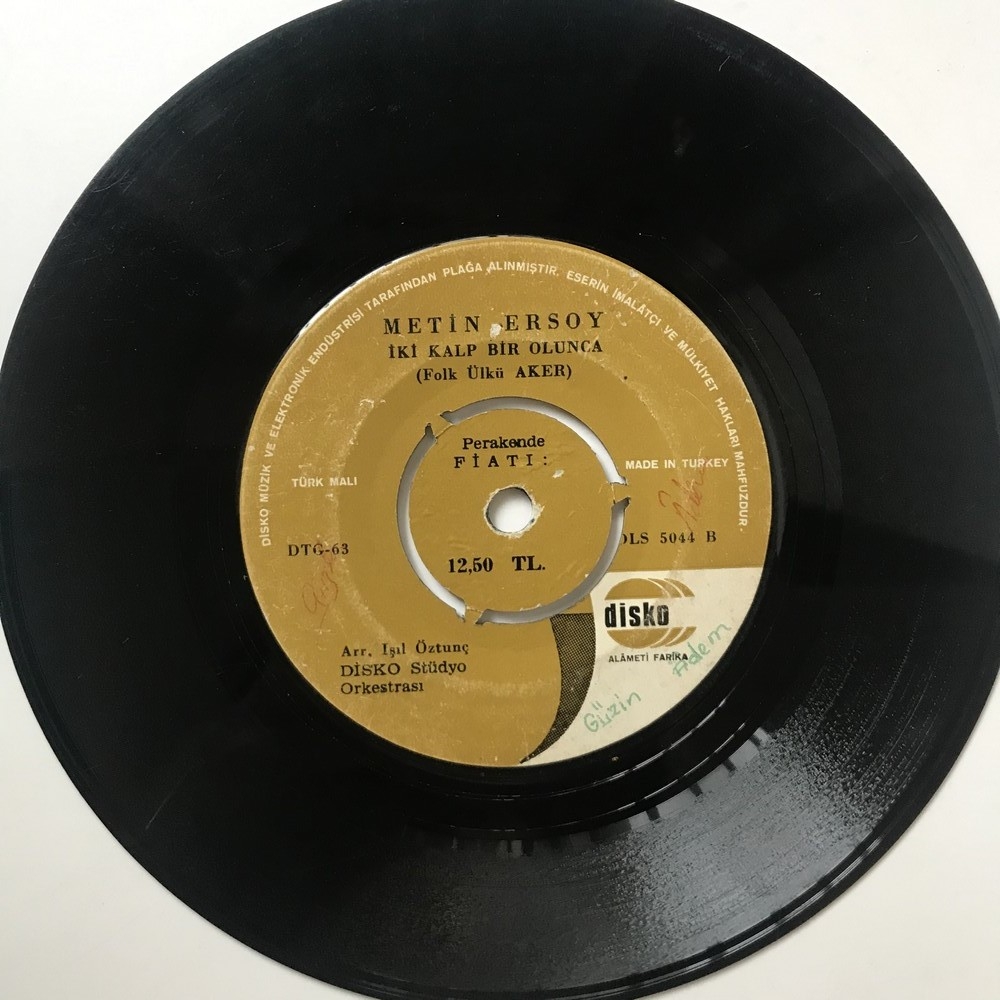 DİSKO MÜZİK VE ELEKTRONİK ENDÜSTRİSİ TARAFINDAN PLAĞA ALINMIŞTIR. ESERİN İMALÂTÇI VE MÜLKİYET HAKLARI MAHFUZDUR.
METİN ERSOY
İKİ KALP BİR OLUNCA
(Folk Ülkü AKER)
Perakende
FİATI:
TÜRK MALI
MADE IN TURKEY
DTG-63
DLS 5044 B
12,50 TL.
disko
ALÂMETİ FARİKA
Arr. Işıl Öztunç
DİSKO Stüdyo
Orkestrası
Güzin Adem